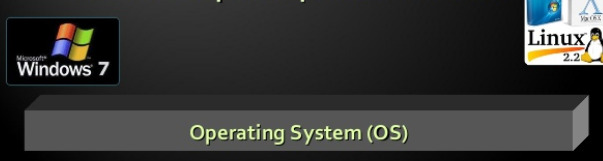 Microsoft®
Windows 7
Linux
2.2
Operating System (OS)